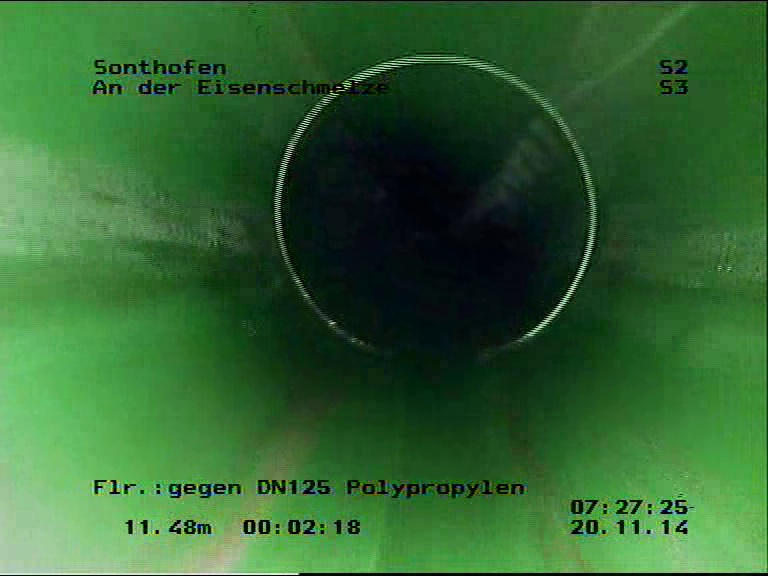 Sonthofen S2
An der Eisenschmelze S3
Flr.:gegen DN125 Polypropylen
07:27:25
11.48m 00:02:18 20.11.14